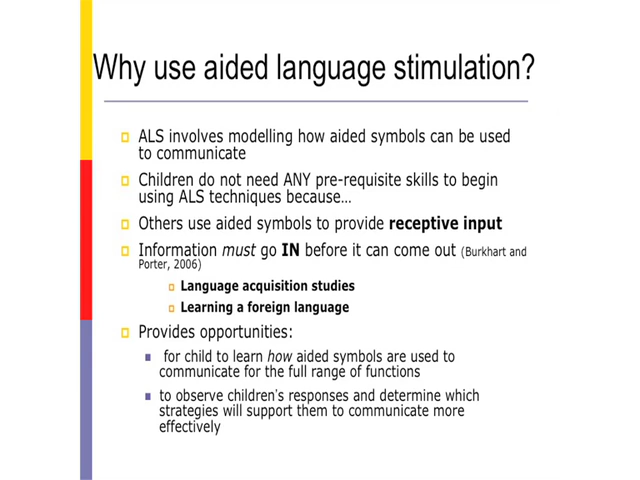 Why use aided language stimulation?
ALS involves modelling how aided symbols can be used
to communicate
Children do not need ANY pre-requisite skills to begin
using ALS techniques because…
Others use aided symbols to provide receptive input
Information must go IN before it can come out (Burkhart and
Porter, 2006)
Language acquisition studies
Learning a foreign language
Provides opportunities:
for child to learn how aided symbols are used to
communicate for the full range of functions
to observe children's responses and determine which
strategies will support them to communicate more
effectively